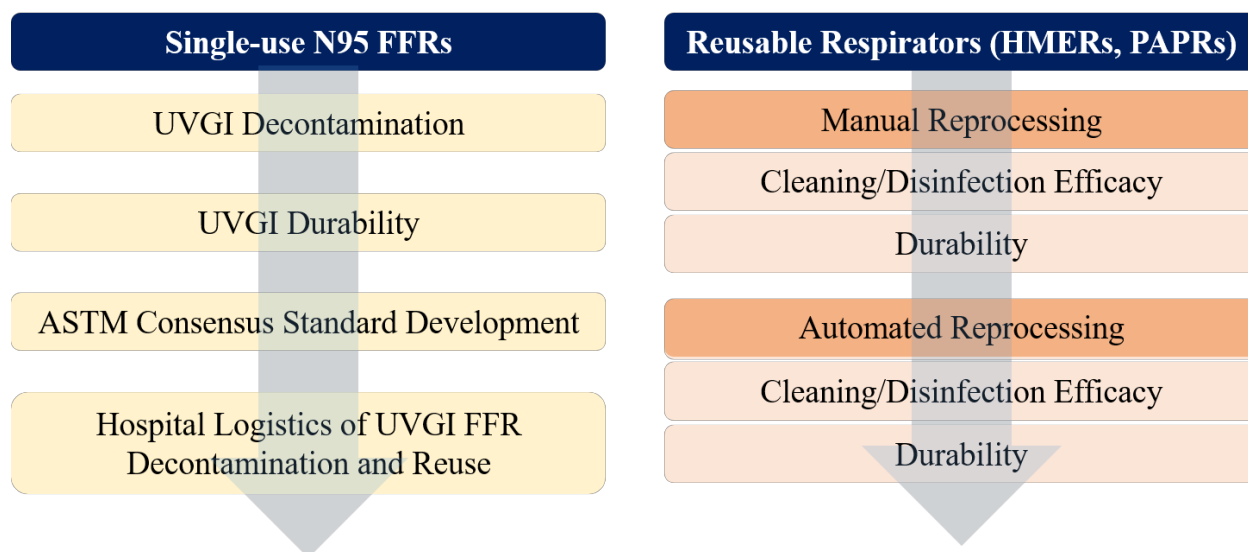 Single-use N95 FFRs
UVGI Decontamination
UVGI Durability
ASTM Consensus Standard Development
Hospital Logistics of UVGI FFR
Decontamination and Reuse
Reusable Respirators (HMERs, PAPRs)
Manual Reprocessing
Cleaning/Disinfection Efficacy
Durability
Automated Reprocessing
Cleaning/Disinfection Efficacy
Durability